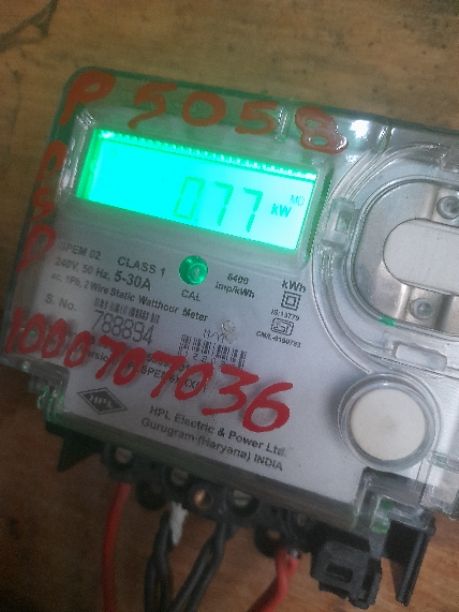 P 5058
MD
077 kW
SPEM 02 CLASS 1
240V, 50 Hz. 5-30A
ac, 1Ph, 2 Wire Static Watthour Meter
CAL
6400
imp/kWh
kWh
IS:13779
S. No.
788894
1000707036
HPL
HPL Electric & Power Ltd.
Gurugram (Haryana) INDIA